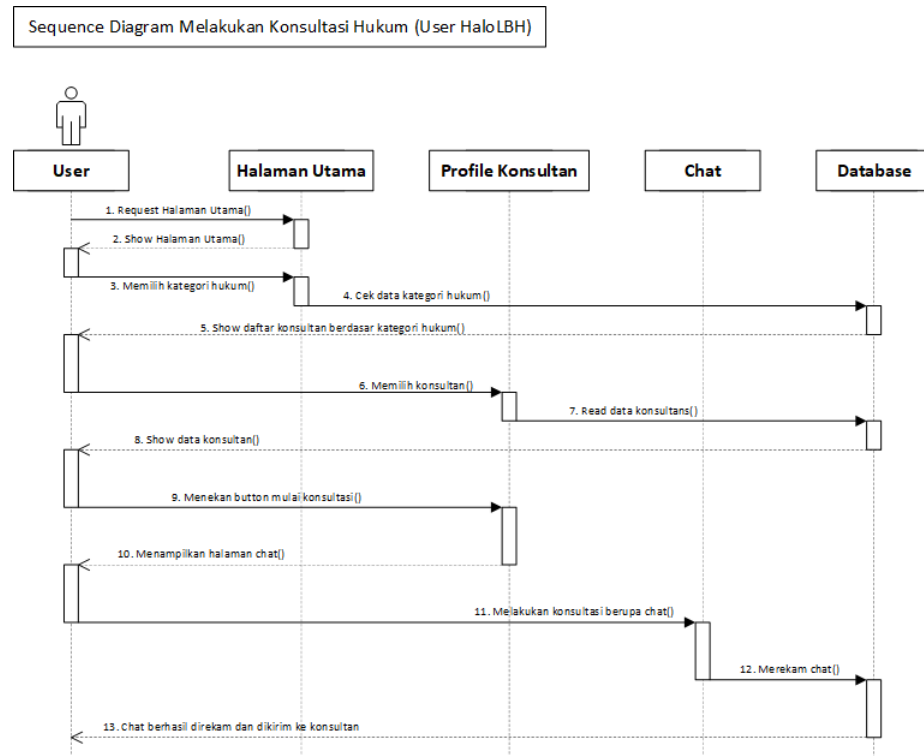 Sequence Diagram Melakukan Konsultasi Hukum (User HaloLBH)
User
Halaman Utama
Profile Konsultan
Chat
Database
1. Request Halaman Utama()
2. Show Halaman Utama()
3. Memilih kategori hukum()
4. Cek data kategori hukum()
5. Show daftar konsultan berdasar kategori hukum()
6. Memilih konsultan()
7. Read data konsultans()
8. Show data konsultan()
9. Menekan button mulai konsultasi()
10. Menampilkan halaman chat()
11. Melakukan konsultasi berupa chat()
12. Merekam chat()
13. Chat berhasil direkam dan dikirim ke konsultan